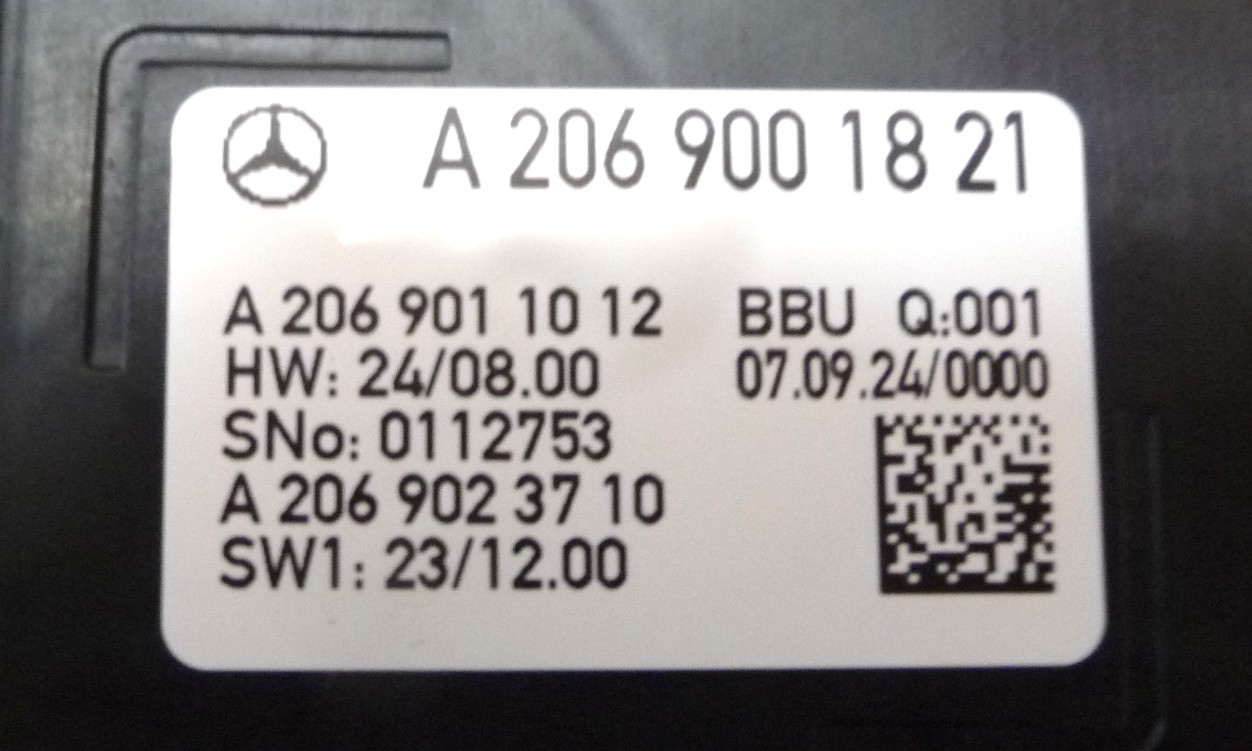 A 206 900 18 21
A 206 901 10 12 BBU Q:001
HW: 24/08.00 07.09.24/0000
SNo: 0112753
A 206 902 37 10
SW1: 23/12.00